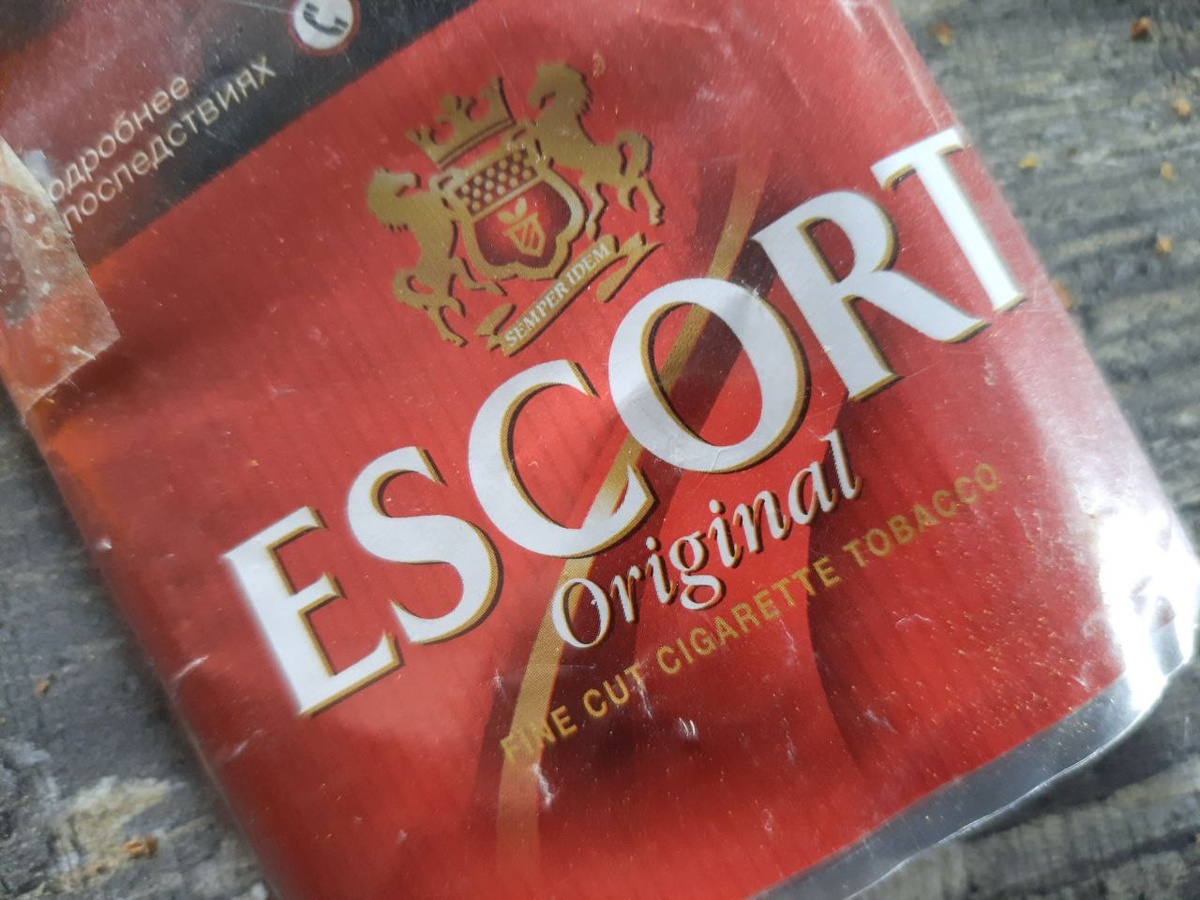 одробнее
последствиях
SEMPER IDEM
ESCORT
Original
FINE CUT CIGARETTE TOBACCO